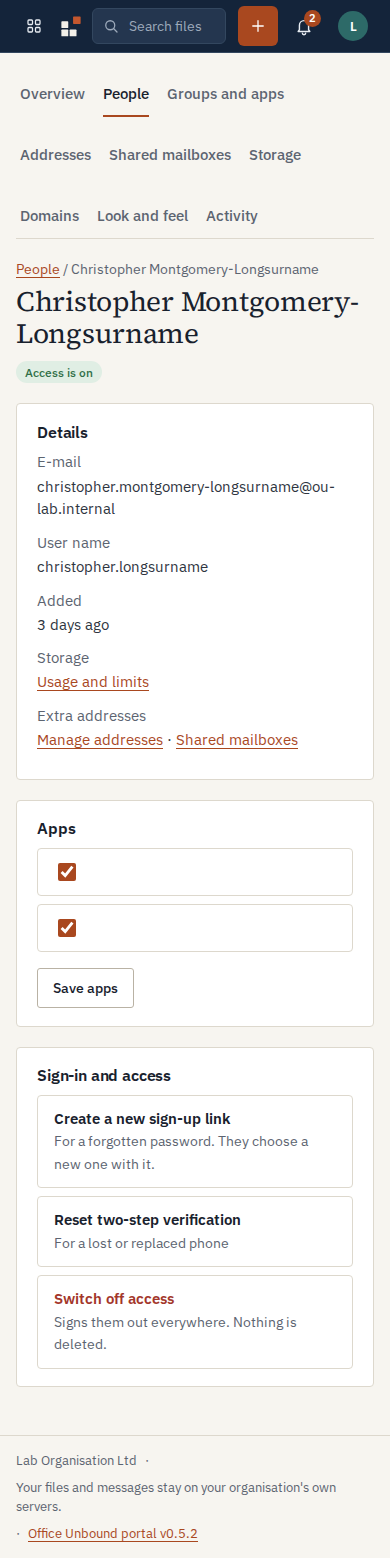 Search files
2
L
Overview People Groups and apps
Addresses Shared mailboxes Storage
Domains Look and feel Activity
People / Christopher Montgomery-Longsurname
Christopher Montgomery-
Longsurname
Access is on
Details
E-mail
christopher.montgomery-longsurname@ou-
lab.internal
User name
christopher.longsurname
Added
3 days ago
Storage
Usage and limits
Extra addresses
Manage addresses · Shared mailboxes
Apps
Save apps
Sign-in and access
Create a new sign-up link
For a forgotten password. They choose a
new one with it.
Reset two-step verification
For a lost or replaced phone
Switch off access
Signs them out everywhere. Nothing is
deleted.
Lab Organisation Ltd ·
Your files and messages stay on your organisation's own
servers.
· Office Unbound portal v0.5.2